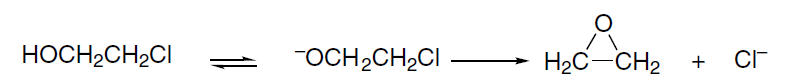 O
HOCH₂CH₂Cl ⇌ ⁻OCH₂CH₂Cl ⟶ H₂C—CH₂ + Cl⁻